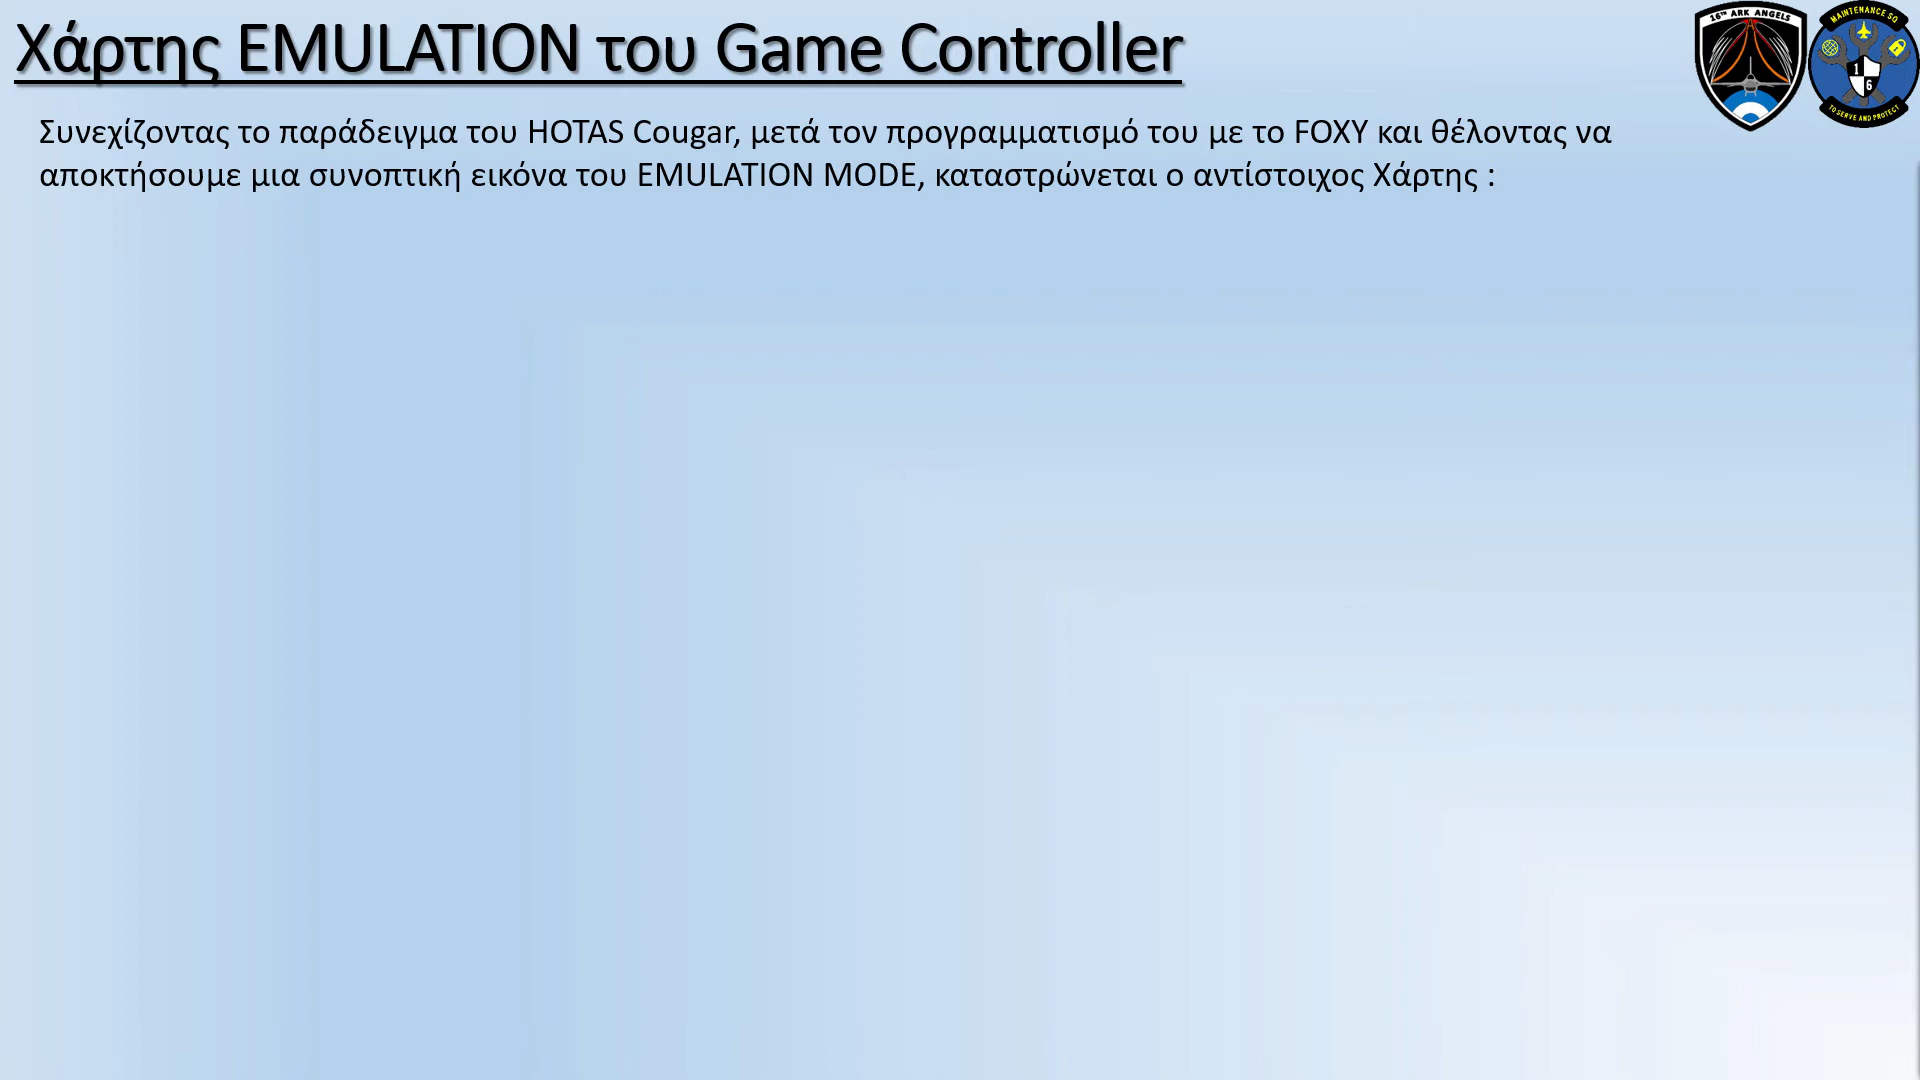 Χάρτης EMULATION του Game Controller
16TH ARK ANGELS
MAINTENANCE SQ
1
6
TO SERVE AND PROTECT
Συνεχίζοντας το παράδειγμα του HOTAS Cougar, μετά τον προγραμματισμό του με το FOXY και θέλοντας να
αποκτήσουμε μια συνοπτική εικόνα του EMULATION MODE, καταστρώνεται ο αντίστοιχος Χάρτης :